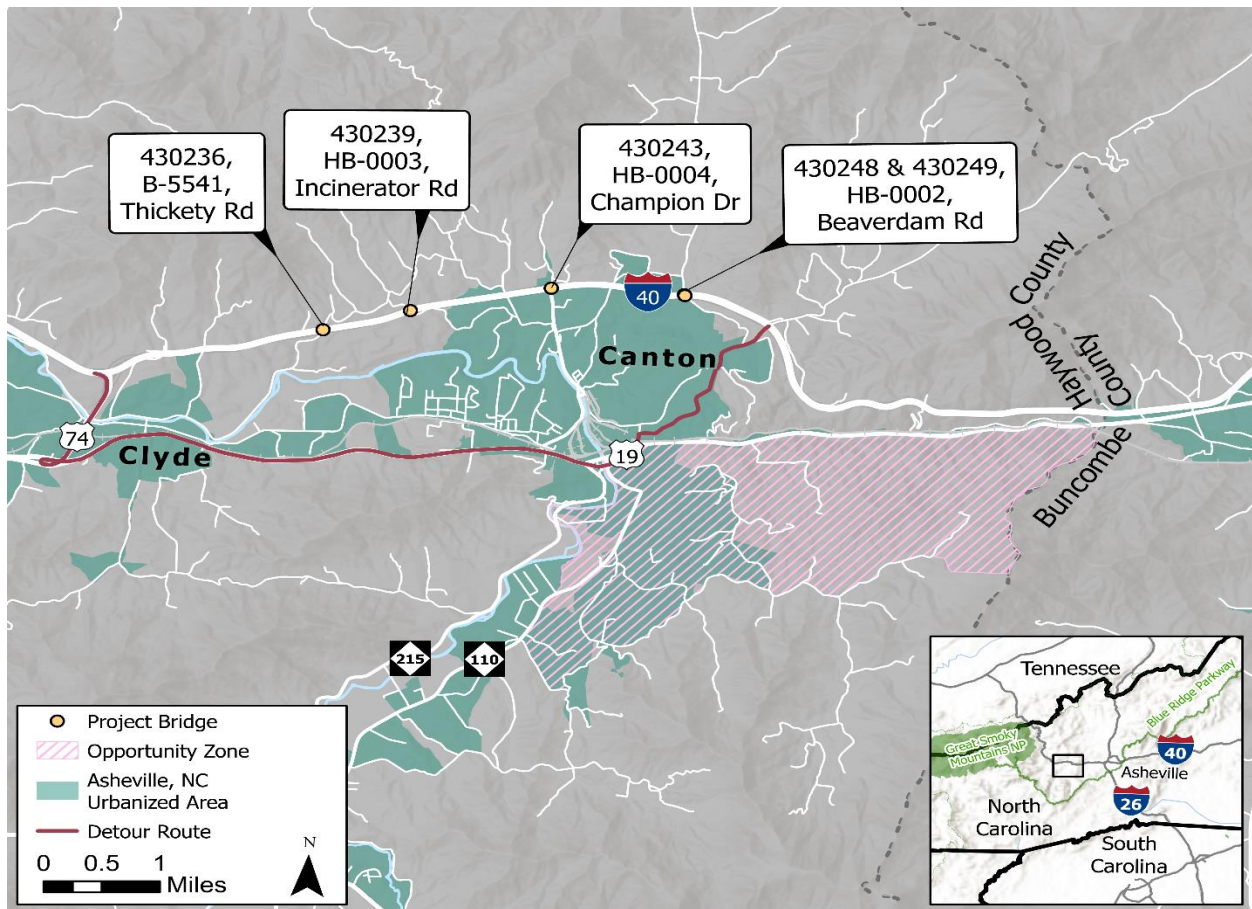 430236,
B-5541,
Thickety Rd
430239,
HB-0003,
Incinerator Rd
430243,
HB-0004,
Champion Dr
430248 & 430249,
HB-0002,
Beaverdam Rd
40
Canton
Haywood County
Buncombe County
74
Clyde
19
215
110
Project Bridge
Opportunity Zone
Asheville, NC
Urbanized Area
Detour Route
0 0.5 1
Miles
N
Tennessee
Blue Ridge Parkway
Great Smoky
Mountains NP
40
Asheville
26
North
Carolina
South
Carolina